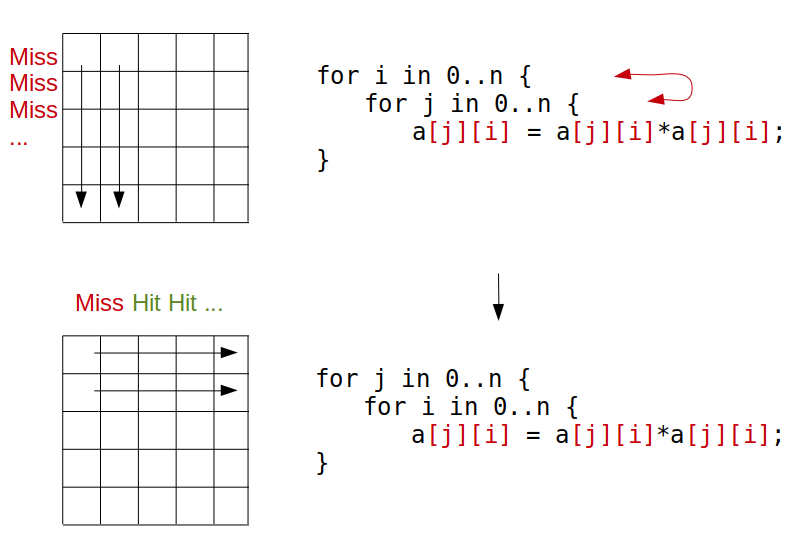 Miss
Miss
Miss
...
for i in 0..n {
for j in 0..n {
a[j][i] = a[j][i]*a[j][i];
}
Miss Hit Hit ...
for j in 0..n {
for i in 0..n {
a[j][i] = a[j][i]*a[j][i];
}